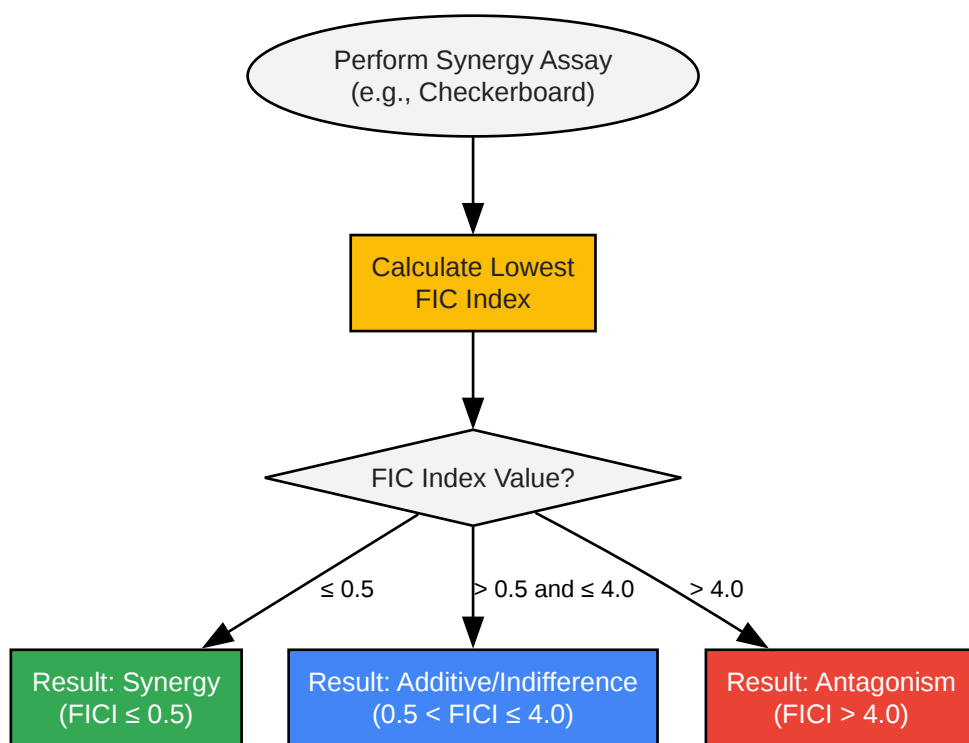 Perform Synergy Assay
(e.g., Checkerboard)
Calculate Lowest
FIC Index
FIC Index Value?
≤ 0.5
> 0.5 and ≤ 4.0
> 4.0
Result: Synergy
(FICI ≤ 0.5)
Result: Additive/Indifference
(0.5 < FICI ≤ 4.0)
Result: Antagonism
(FICI > 4.0)